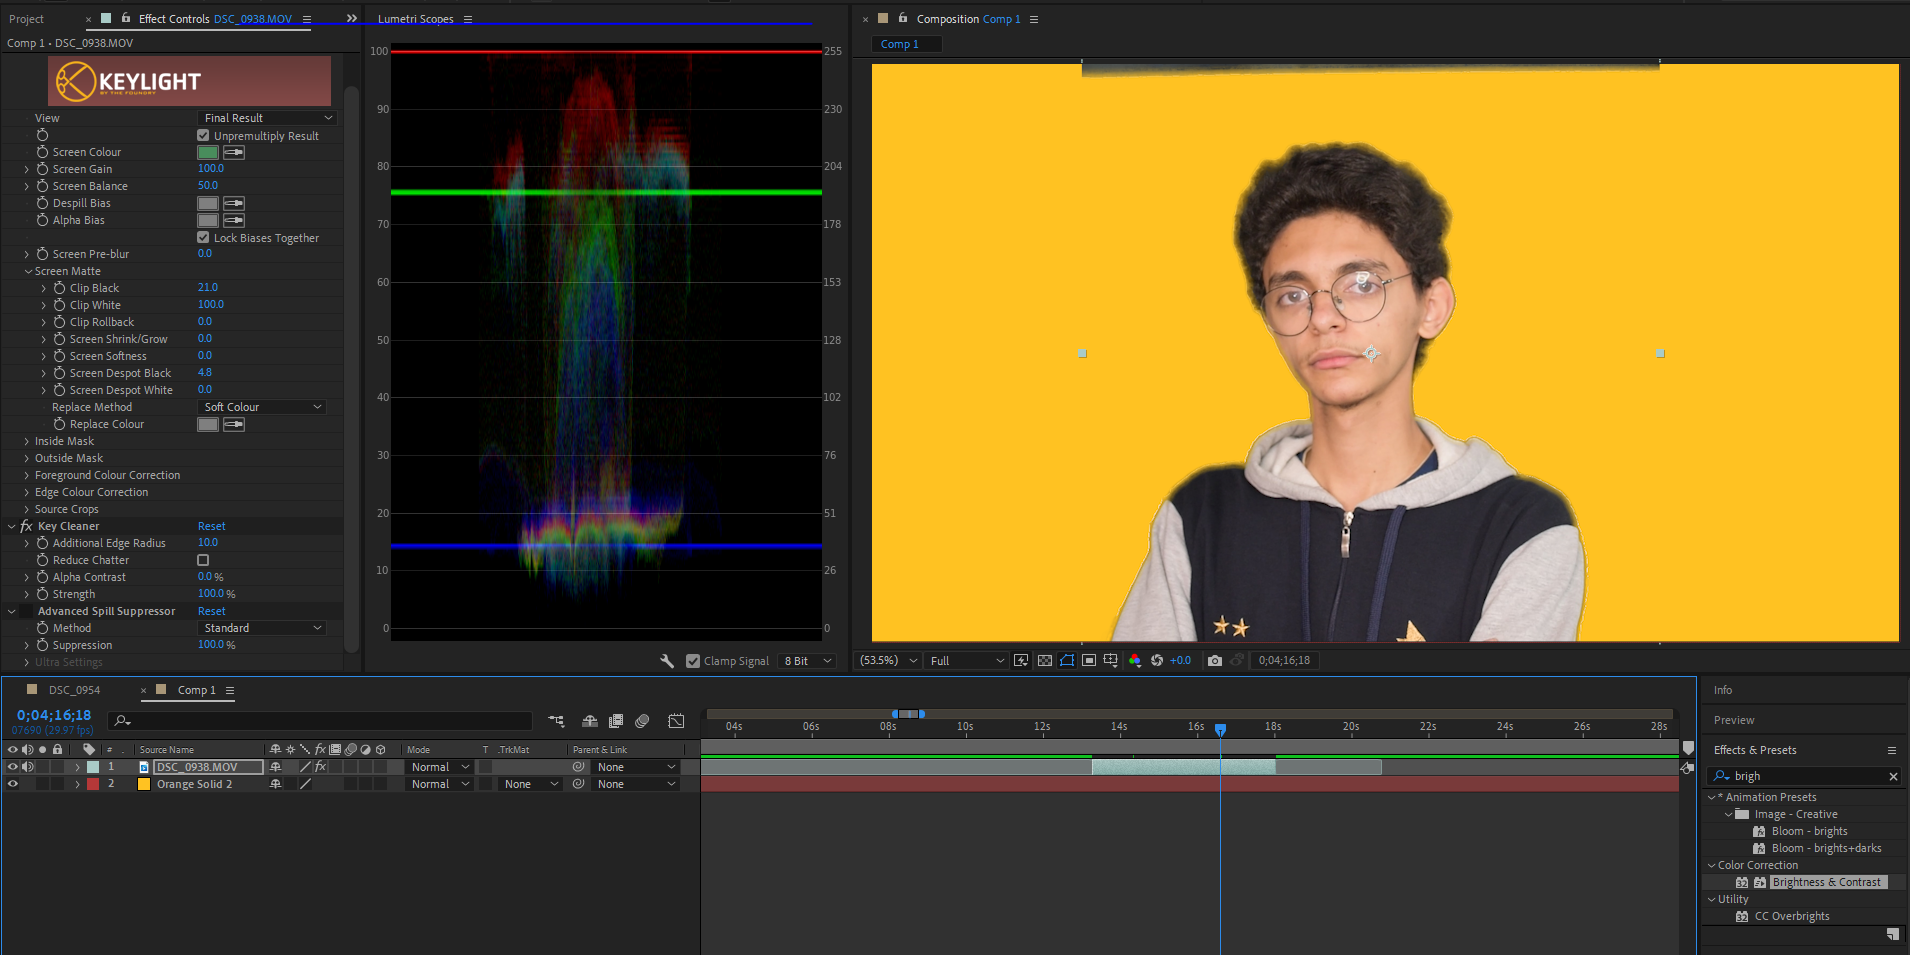 Project
× Effect Controls DSC_0938.MOV
Comp 1 • DSC_0938.MOV
KEYLIGHT
BY THE FOUNDRY
View Final Result
Unpremultiply Result
Screen Colour
Screen Gain 100.0
Screen Balance 50.0
Despill Bias
Alpha Bias
Lock Biases Together
Screen Pre-blur 0.0
Screen Matte
Clip Black 21.0
Clip White 100.0
Clip Rollback 0.0
Screen Shrink/Grow 0.0
Screen Softness 0.0
Screen Despot Black 4.8
Screen Despot White 0.0
Replace Method Soft Colour
Replace Colour
Inside Mask
Outside Mask
Foreground Colour Correction
Edge Colour Correction
Source Crops
fx Key Cleaner Reset
Additional Edge Radius 10.0
Reduce Chatter
Alpha Contrast 0.0 %
Strength 100.0 %
Advanced Spill Suppressor Reset
Method Standard
Suppression 100.0 %
Ultra Settings
Lumetri Scopes
100 255
90 230
80 204
70 178
60 153
50 128
40 102
30 76
20 51
10 26
0 0
Clamp Signal 8 Bit
× Composition Comp 1
Comp 1
(53.5%) Full +0.0 0;04;16;18
DSC_0954 × Comp 1
0;04;16;18
07690 (29.97 fps)
04s 06s 08s 10s 12s 14s 16s 18s 20s 22s 24s 26s 28s
# . Source Name fx Mode T .TrkMat Parent & Link
1 DSC_0938.MOV fx Normal None
2 Orange Solid 2 Normal None None
Info
Preview
Effects & Presets
brigh
* Animation Presets
Image - Creative
Bloom - brights
Bloom - brights+darks
Color Correction
32 Brightness & Contrast
Utility
32 CC Overbrights